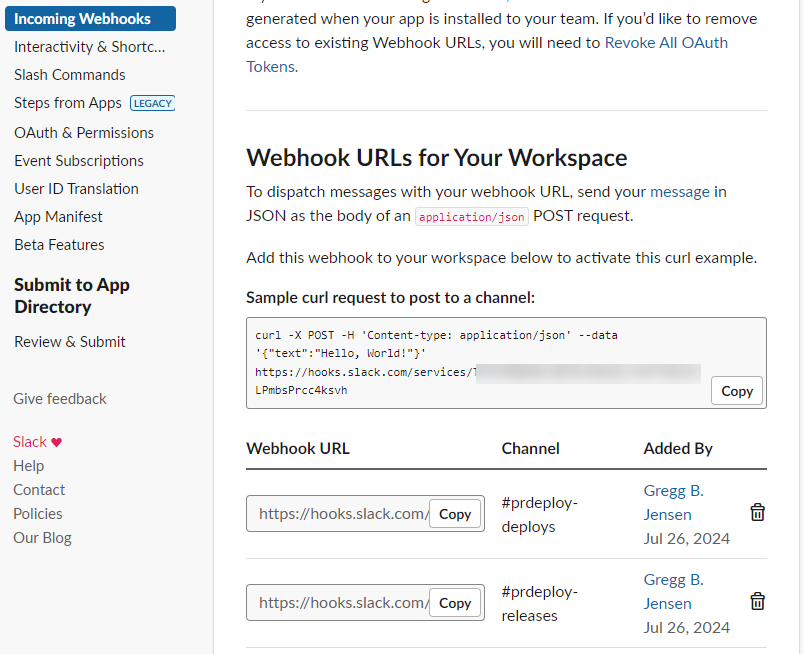 Incoming Webhooks
Interactivity & Shortc...
Slash Commands
Steps from Apps LEGACY
OAuth & Permissions
Event Subscriptions
User ID Translation
App Manifest
Beta Features
Submit to App
Directory
Review & Submit
Give feedback
Slack ♥
Help
Contact
Policies
Our Blog
generated when your app is installed to your team. If you’d like to remove
access to existing Webhook URLs, you will need to Revoke All OAuth
Tokens.
Webhook URLs for Your Workspace
To dispatch messages with your webhook URL, send your message in
JSON as the body of an application/json POST request.
Add this webhook to your workspace below to activate this curl example.
Sample curl request to post to a channel:
curl -X POST -H 'Content-type: application/json' --data
'{"text":"Hello, World!"}'
https://hooks.slack.com/services/
LPmbsPrcc4ksvh
Copy
Webhook URL Channel Added By
https://hooks.slack.com/ Copy #prdeploy-
deploys
Gregg B.
Jensen
Jul 26, 2024
https://hooks.slack.com/ Copy #prdeploy-
releases
Gregg B.
Jensen
Jul 26, 2024